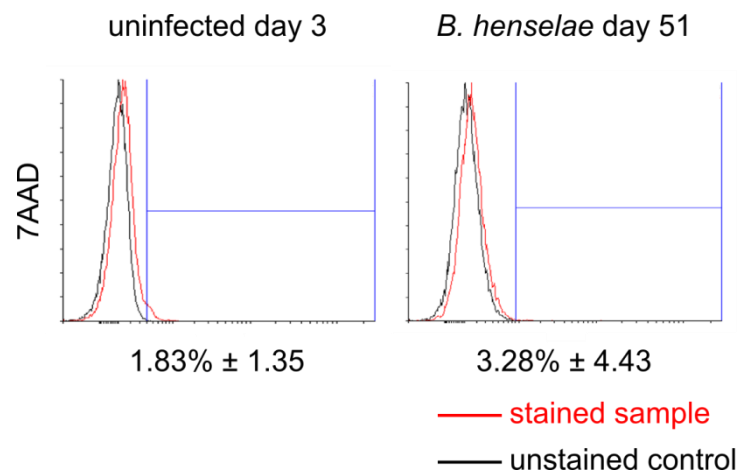 uninfected day 3
B. henselae day 51
7AAD
1.83% ± 1.35
3.28% ± 4.43
stained sample
unstained control